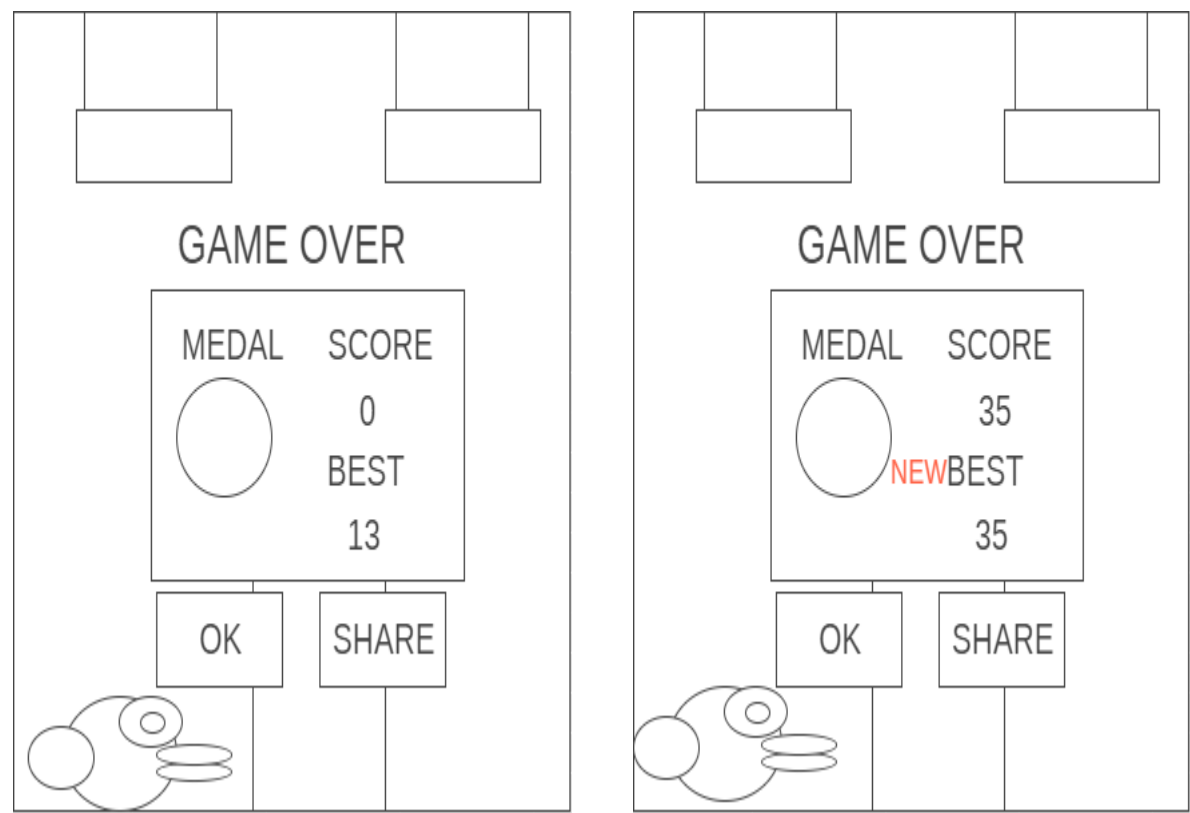 GAME OVER
MEDAL SCORE
0
BEST
13
OK SHARE
GAME OVER
MEDAL SCORE
35
NEWBEST
35
OK SHARE